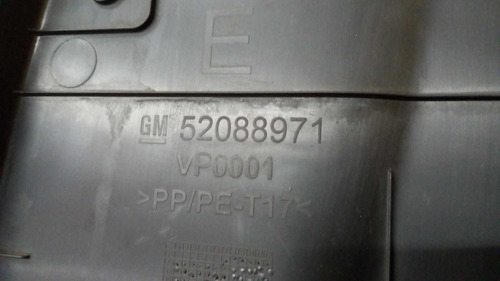 E
GM 52088971
VP0001
>PP/PE-T17<